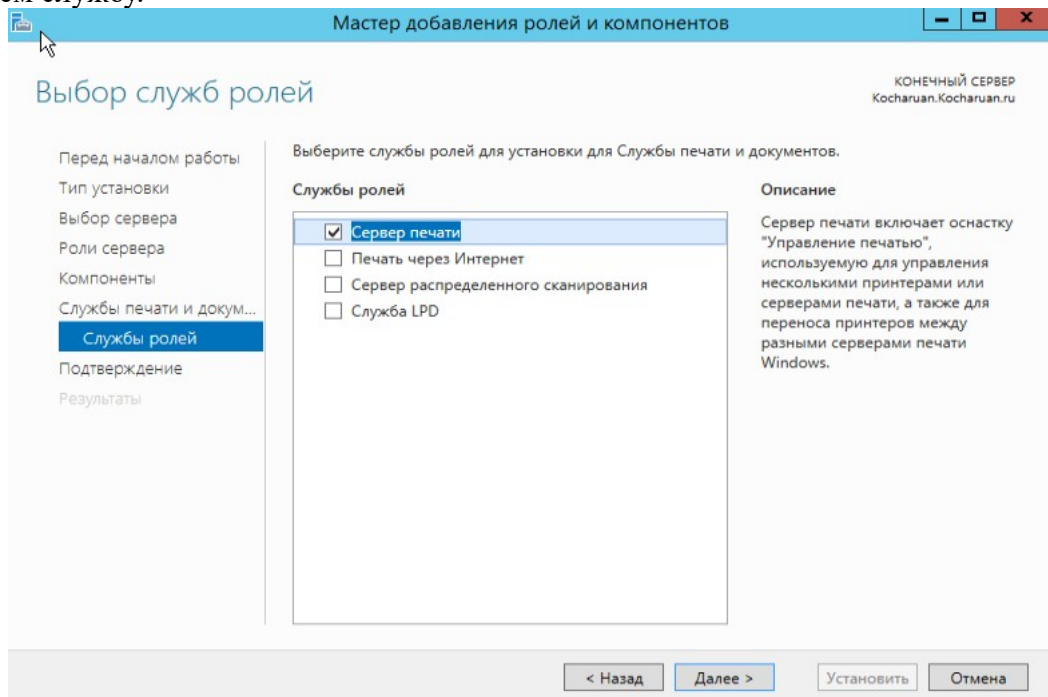 ем службу.
Мастер добавления ролей и компонентов
Выбор служб ролей
КОНЕЧНЫЙ СЕРВЕР
Kocharuan.Kocharuan.ru
Перед началом работы
Тип установки
Выбор сервера
Роли сервера
Компоненты
Службы печати и докум...
Службы ролей
Подтверждение
Результаты
Выберите службы ролей для установки для Службы печати и документов.
Службы ролей
Сервер печати
Печать через Интернет
Сервер распределенного сканирования
Служба LPD
Описание
Сервер печати включает оснастку
"Управление печатью",
используемую для управления
несколькими принтерами или
серверами печати, а также для
переноса принтеров между
разными серверами печати
Windows.
< Назад
Далее >
Установить
Отмена